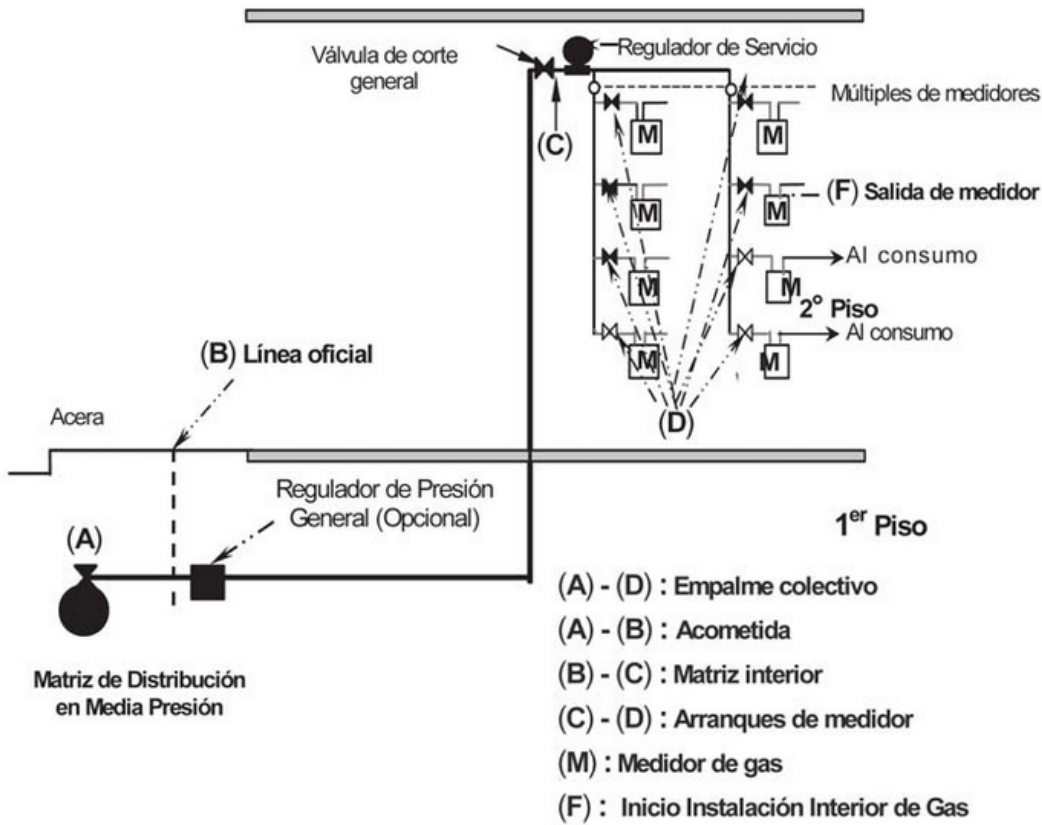 Válvula de corte
general
Regulador de Servicio
Múltiples de medidores
(C)
M
M
M
M
(F) Salida de medidor
Al consumo
M
M
2° Piso
Al consumo
M
M
(B) Línea oficial
(D)
Acera
Regulador de Presión
General (Opcional)
1er Piso
(A)
(A) - (D) : Empalme colectivo
(A) - (B) : Acometida
(B) - (C) : Matriz interior
(C) - (D) : Arranques de medidor
(M) : Medidor de gas
(F) : Inicio Instalación Interior de Gas
Matriz de Distribución
en Media Presión